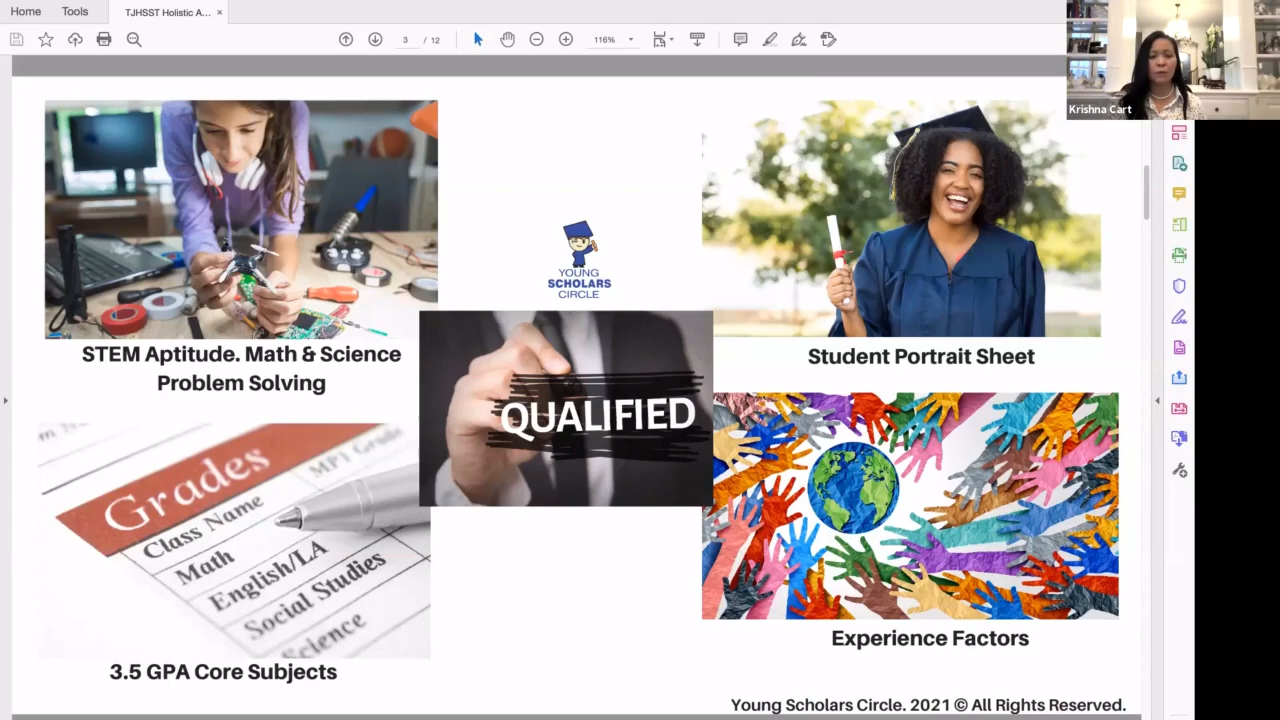 Home
Tools
TJHSST Holistic A...
3 / 12
116%
Krishna Cart
YOUNG
SCHOLARS
CIRCLE
STEM Aptitude. Math & Science
Problem Solving
Student Portrait Sheet
QUALIFIED
Grades
MP1 Grade
Class Name
Math
English/LA
Social Studies
Science
3.5 GPA Core Subjects
Experience Factors
Young Scholars Circle. 2021 © All Rights Reserved.